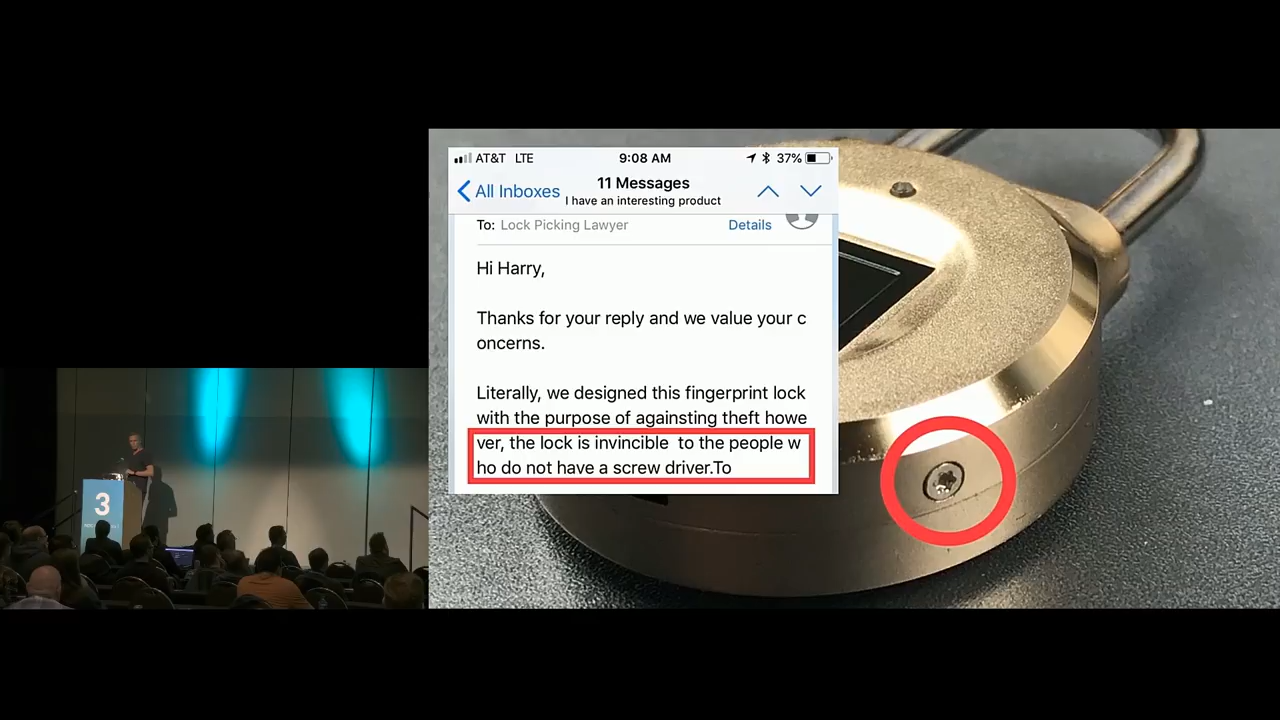 AT&T LTE 9:08 AM 37%
All Inboxes
11 Messages
I have an interesting product
To: Lock Picking Lawyer
Details
Hi Harry,
Thanks for your reply and we value your c
oncerns.
Literally, we designed this fingerprint lock
with the purpose of againsting theft howe
ver, the lock is invincible to the people w
ho do not have a screw driver.To
3